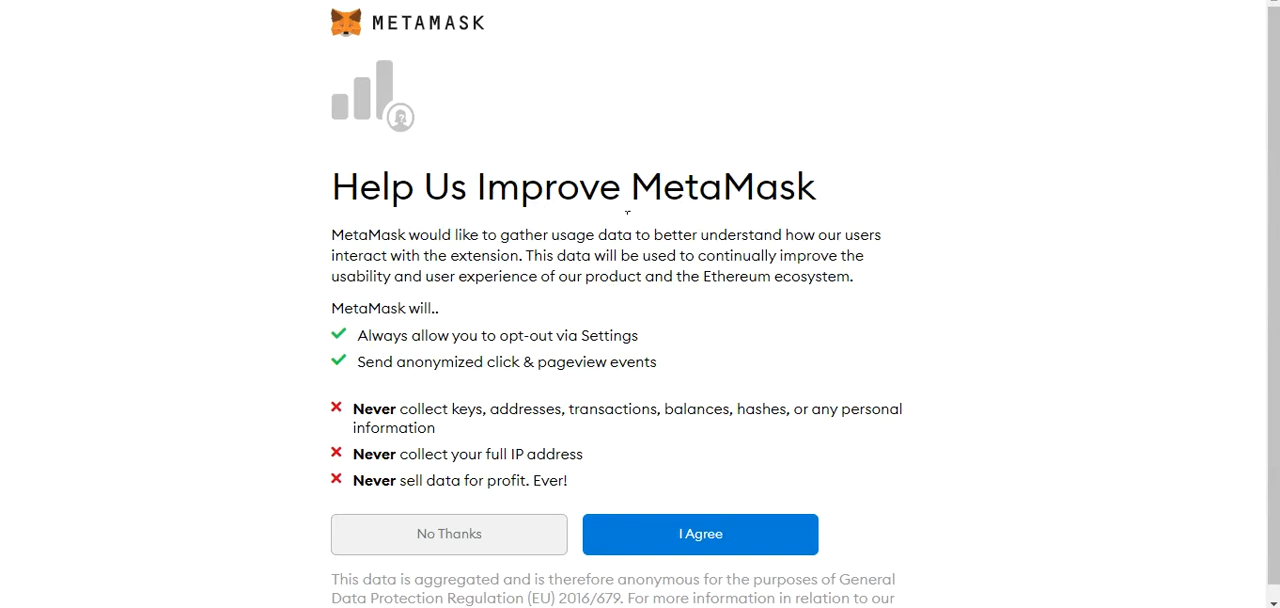 METAMASK
Help Us Improve MetaMask
MetaMask would like to gather usage data to better understand how our users
interact with the extension. This data will be used to continually improve the
usability and user experience of our product and the Ethereum ecosystem.
MetaMask will..
Always allow you to opt-out via Settings
Send anonymized click & pageview events
Never collect keys, addresses, transactions, balances, hashes, or any personal
information
Never collect your full IP address
Never sell data for profit. Ever!
No Thanks
I Agree
This data is aggregated and is therefore anonymous for the purposes of General
Data Protection Regulation (EU) 2016/679. For more information in relation to our